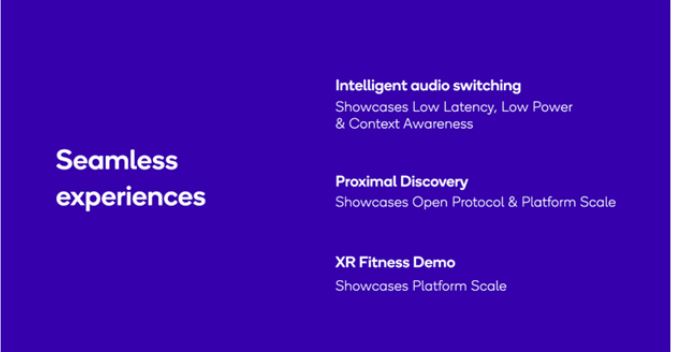 Seamless
experiences
Intelligent audio switching
Showcases Low Latency, Low Power
& Context Awareness
Proximal Discovery
Showcases Open Protocol & Platform Scale
XR Fitness Demo
Showcases Platform Scale